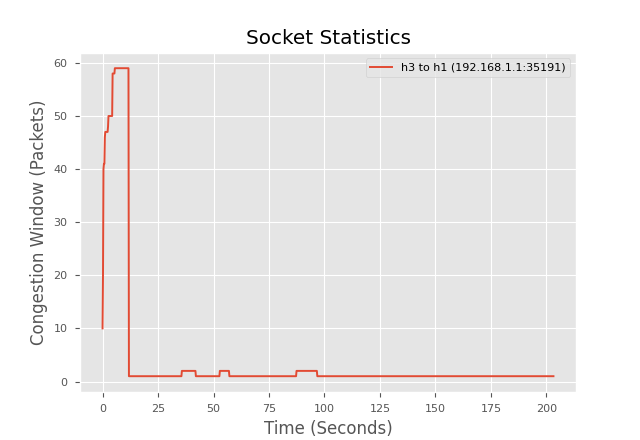 Socket Statistics
h3 to h1 (192.168.1.1:35191)
60
50
40
30
20
10
0
Congestion Window (Packets)
0 25 50 75 100 125 150 175 200
Time (Seconds)